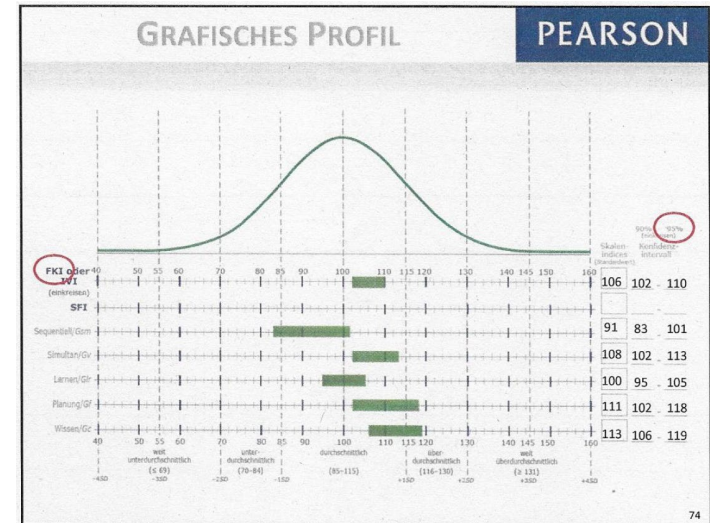 GRAFISCHES PROFIL
PEARSON
90% 95%
Skalen-indices (Standardwert) Konfidenz-intervall
FKI oder IVI (einkreisen)
40 50 55 60 70 80 85 90 100 110 115 120 130 140 145 150 160
106 102 - 110
SFI
Sequentiell/Gsm 91 83 - 101
Simultan/Gv 108 102 - 113
Lernen/Glr 100 95 - 105
Planung/Gf 111 102 - 118
Wissen/Gc 113 106 - 119
40 50 55 60 70 80 85 90 100 110 115 120 130 140 145 150 160
weit unterdurchschnittlich (≤ 69)
unter-durchschnittlich (70-84)
durchschnittlich (85-115)
über-durchschnittlich (116-130)
weit überdurchschnittlich (≥ 131)
-4SD -3SD -2SD -1SD +1SD +2SD +3SD +4SD
74